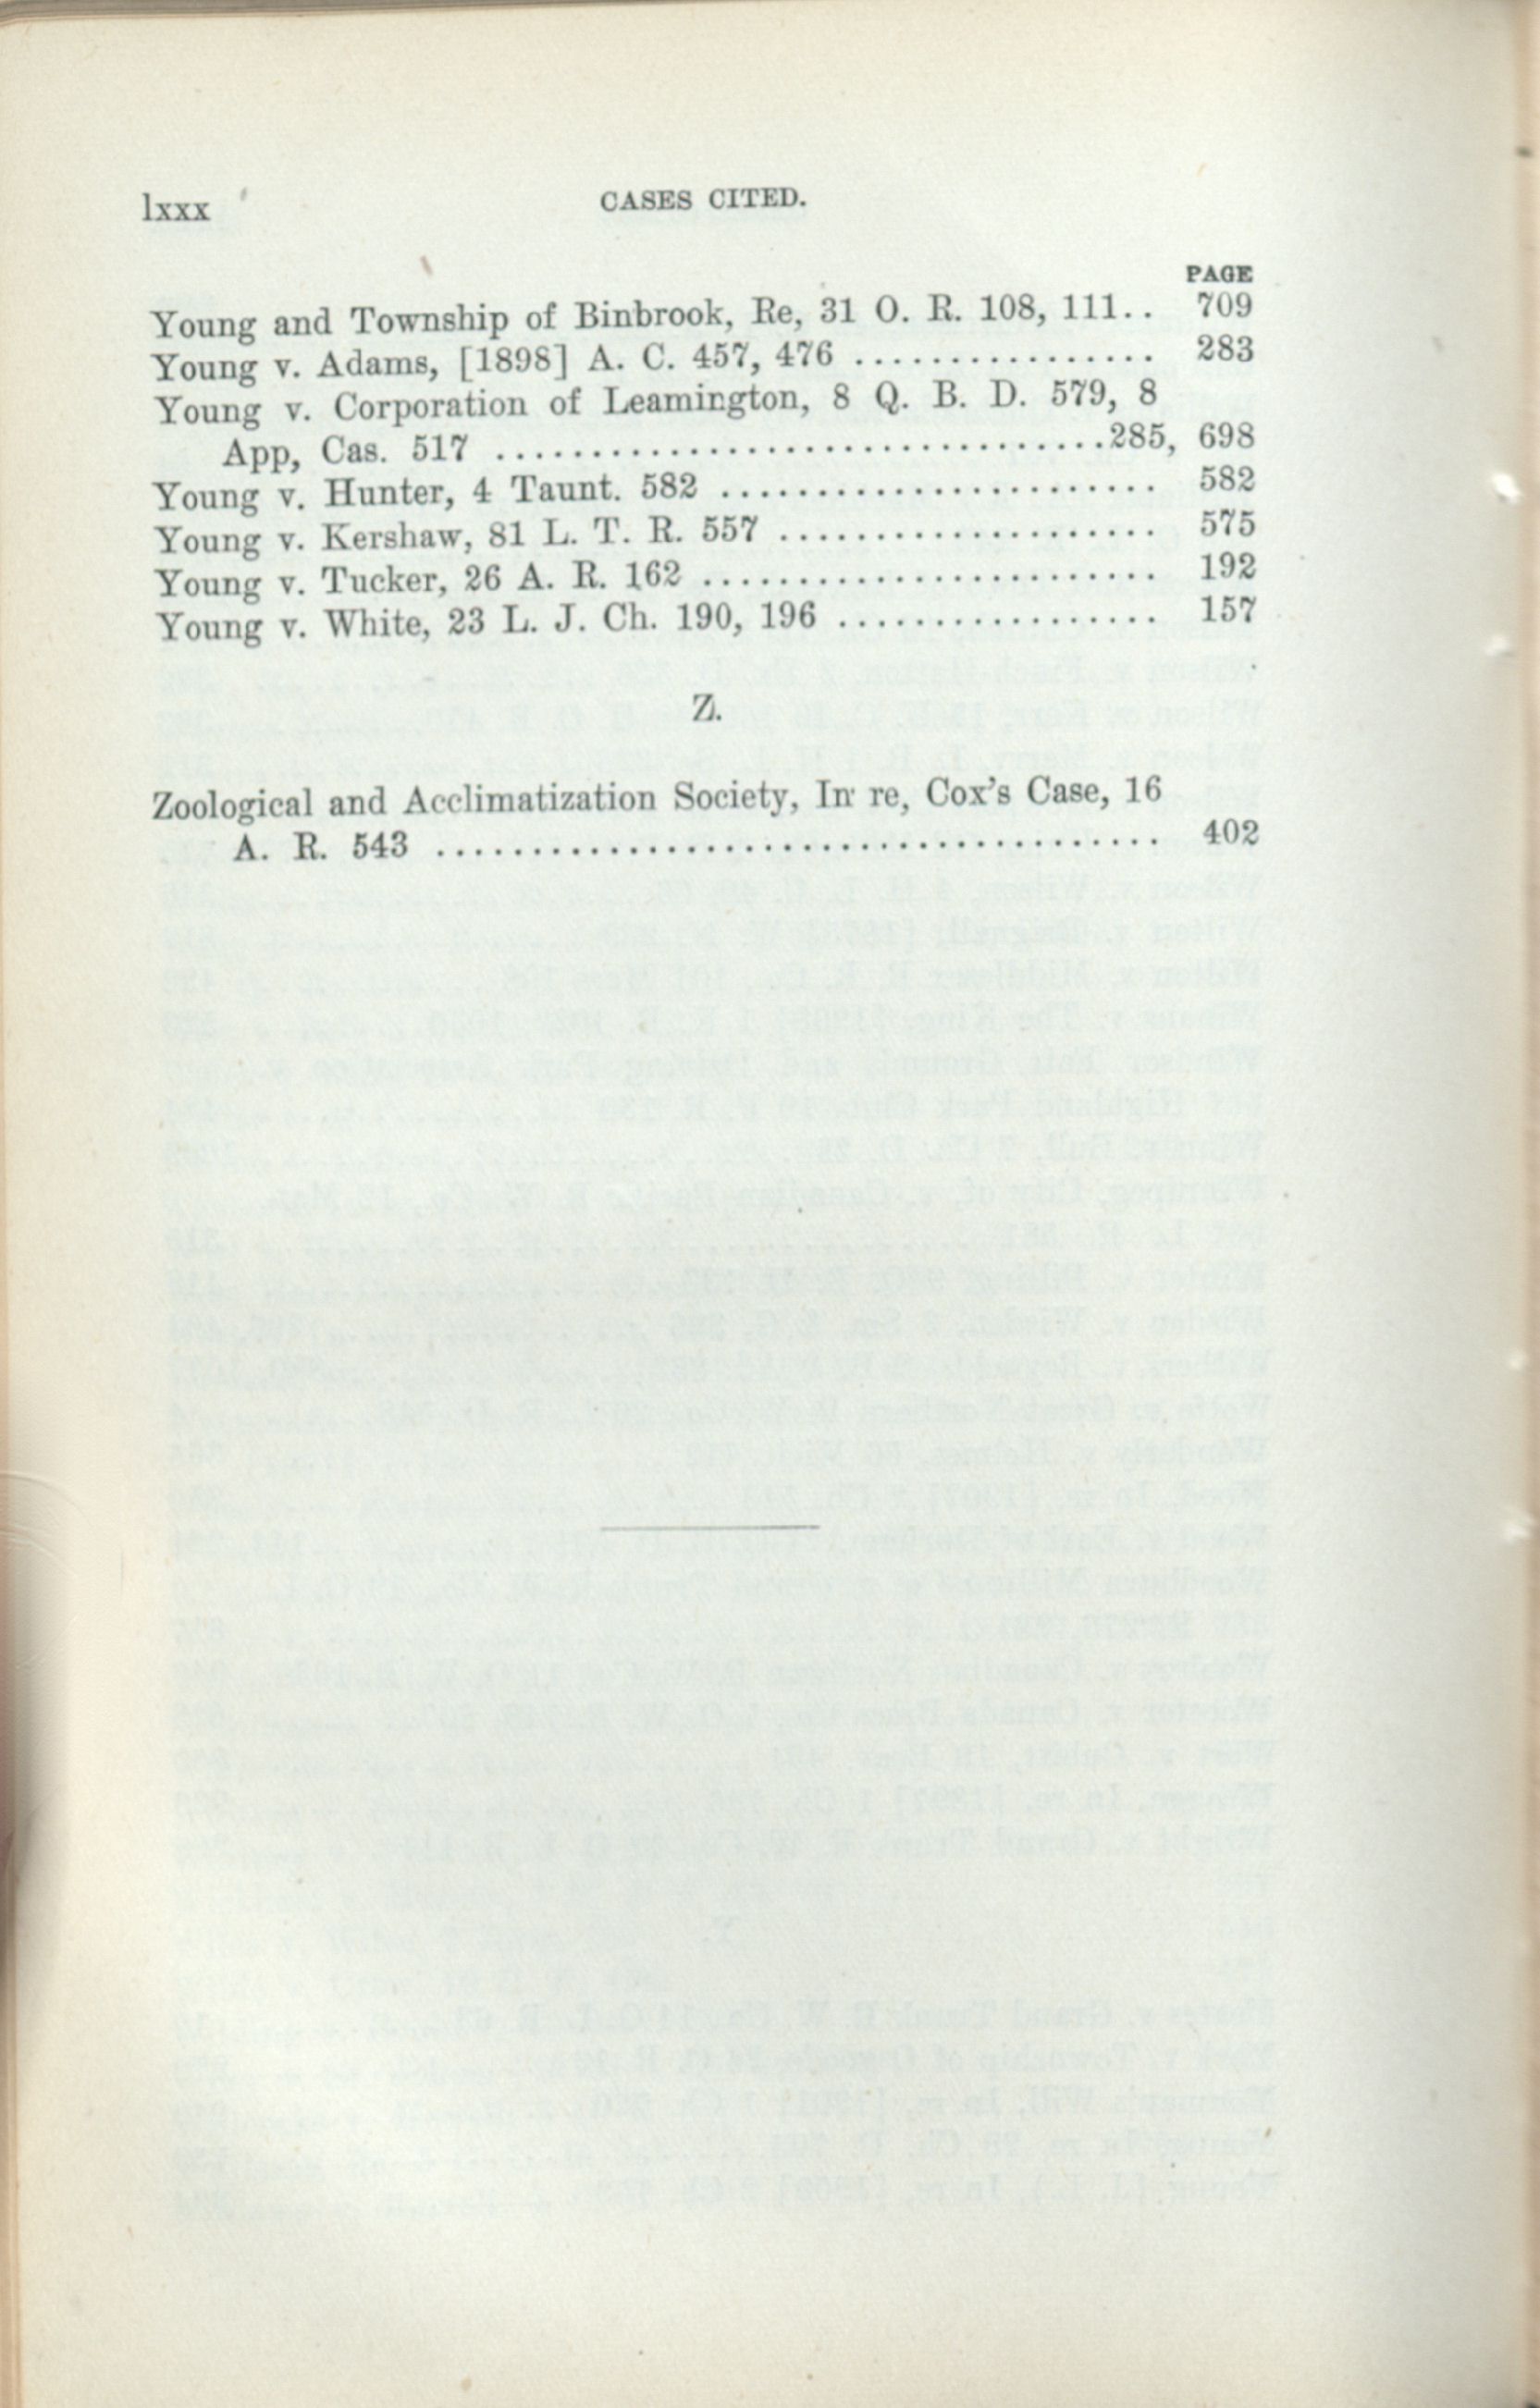 lxxx CASES CITED.
PAGE
Young and Township of Binbrook, Re, 31 O. R. 108, 111.. 709
Young v. Adams, [1898] A. C. 457, 476 ................ 283
Young v. Corporation of Leamington, 8 Q. B. D. 579, 8
App, Cas. 517 ................................285, 698
Young v. Hunter, 4 Taunt. 582 ....................... 582
Young v. Kershaw, 81 L. T. R. 557 .................... 575
Young v. Tucker, 26 A. R. 162 ........................ 192
Young v. White, 23 L. J. Ch. 190, 196 ................. 157
Z.
Zoological and Acclimatization Society, In re, Cox's Case, 16
A. R. 543 ...................................... 402